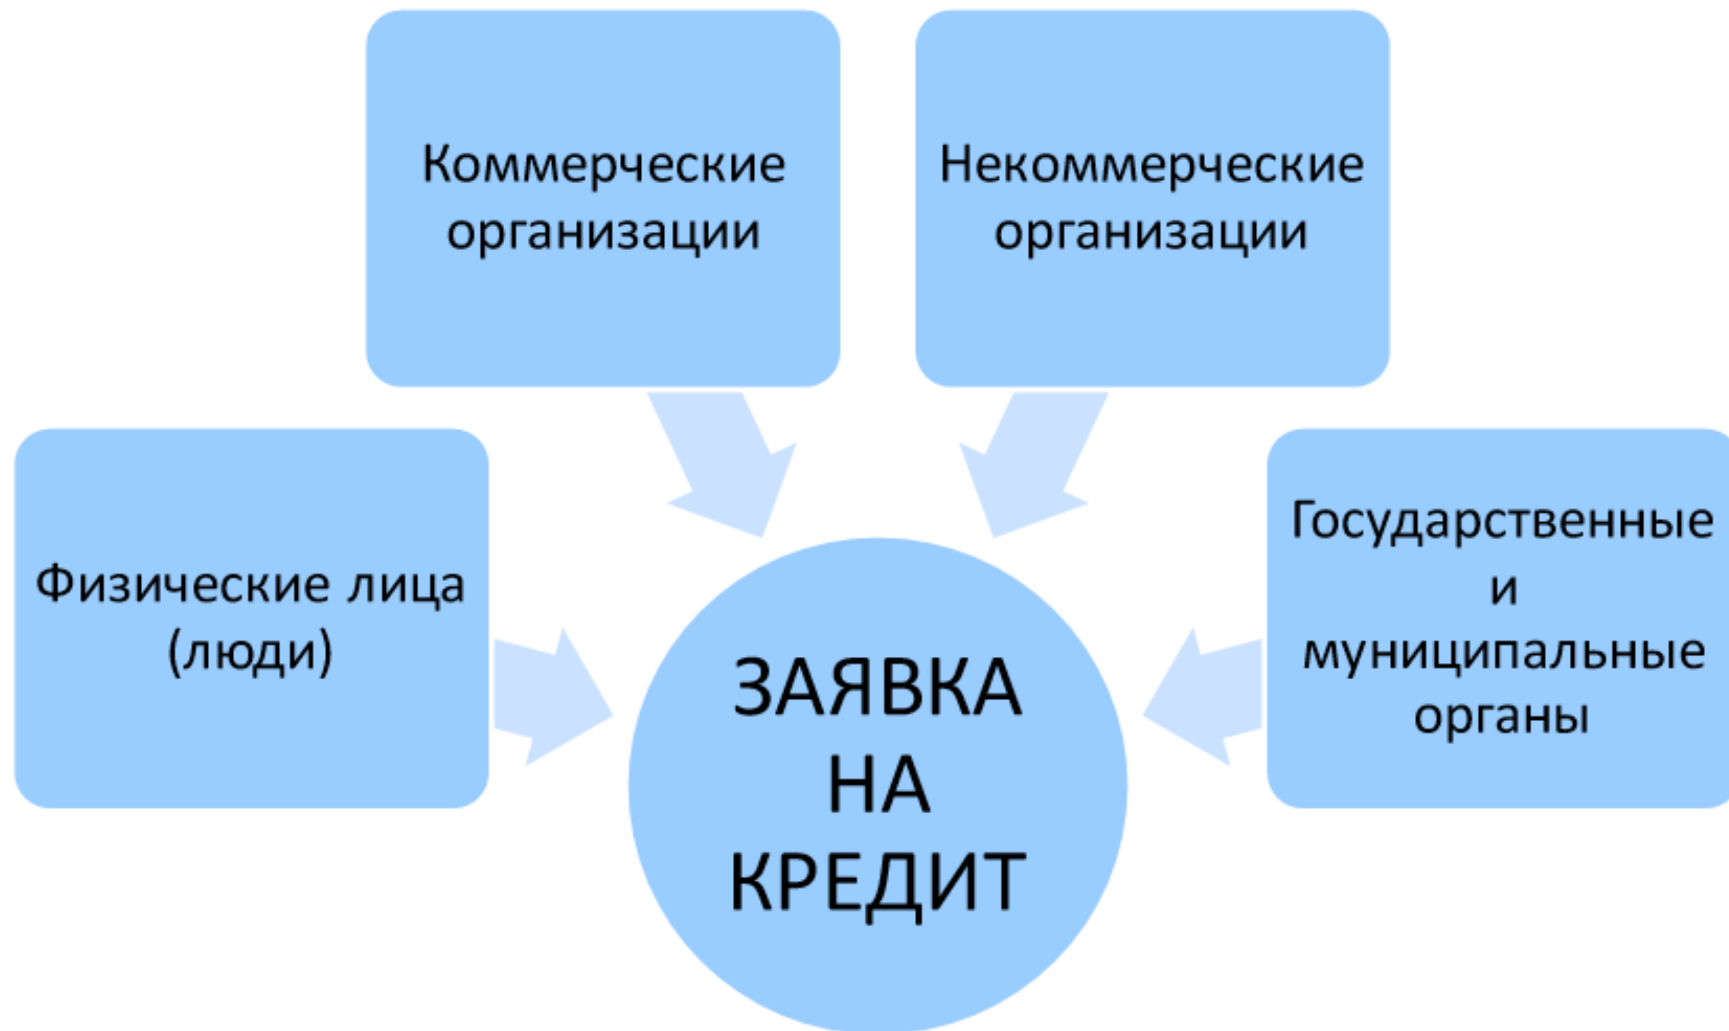 Коммерческие
организации
Некоммерческие
организации
Физические лица
(люди)
Государственные
и
муниципальные
органы
ЗАЯВКА
НА
КРЕДИТ